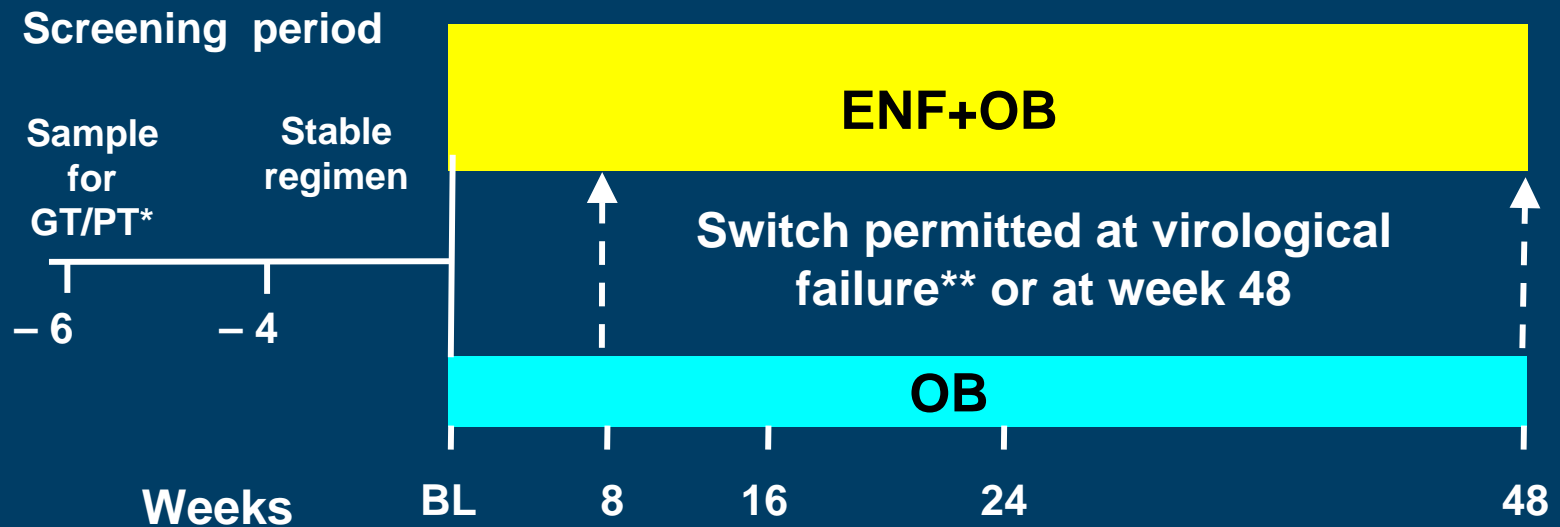 Screening period
ENF+OB
Sample
for
GT/PT*
Stable
regimen
Switch permitted at virological
failure** or at week 48
– 6
– 4
OB
Weeks
BL
8
16
24
48